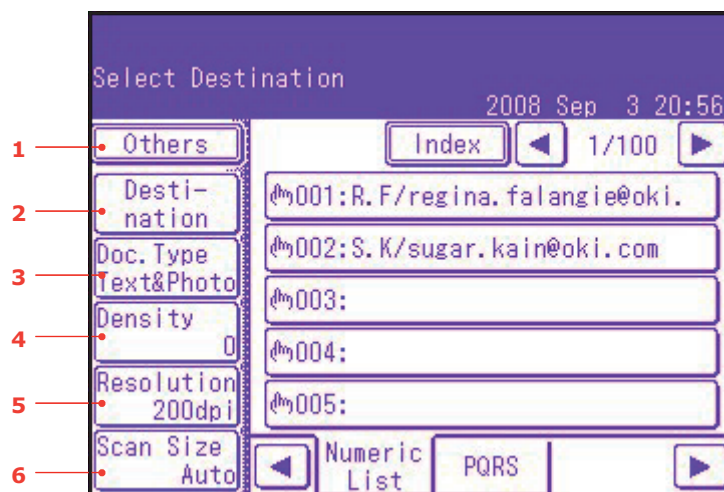 Select Destination
2008 Sep 3 20:56
1
Others
Index
1/100
2
Desti-
nation
001:R.F/regina.falangie@oki.
002:S.K/sugar.kain@oki.com
3
Doc.Type
Text&Photo
003:
4
Density
0
004:
5
Resolution
200dpi
005:
6
Scan Size
Auto
Numeric
List
PQRS